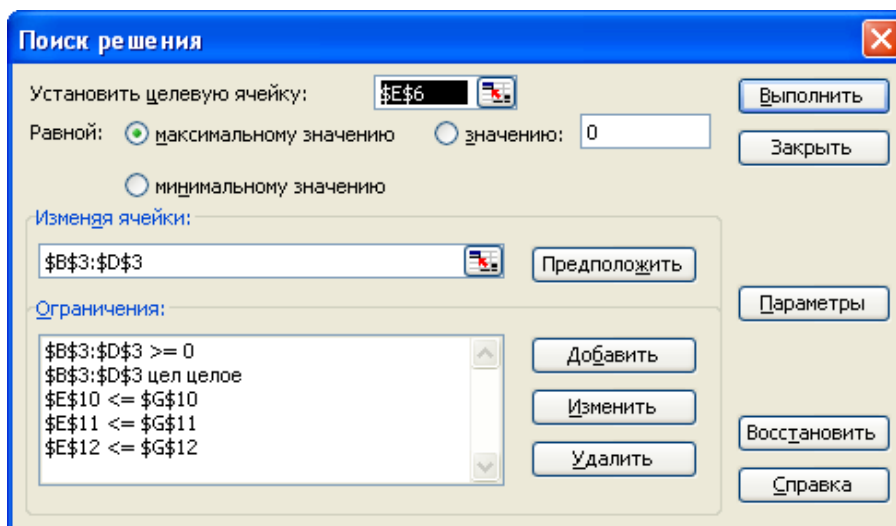 Поиск решения
Установить целевую ячейку: $E$6 Выполнить
Равной: максимальному значению значению: 0 Закрыть
минимальному значению
Изменяя ячейки:
$B$3:$D$3 Предположить
Ограничения: Параметры
$B$3:$D$3 >= 0 Добавить
$B$3:$D$3 цел целое
$E$10 <= $G$10 Изменить
$E$11 <= $G$11 Восстановить
$E$12 <= $G$12 Удалить
Справка